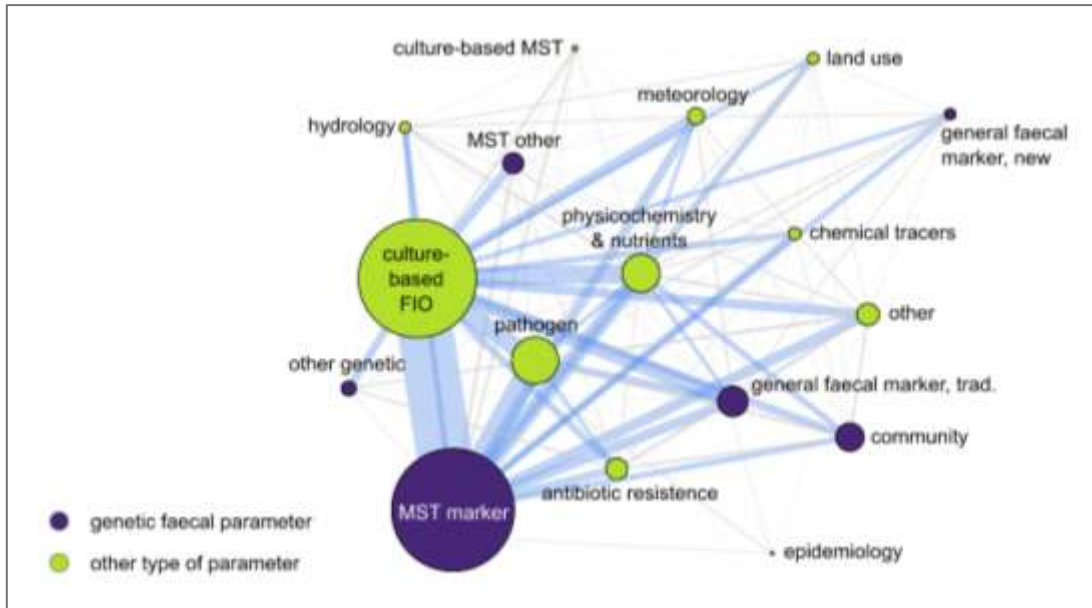 culture-based MST
land use
meteorology
hydrology
MST other
general faecal
marker, new
physicochemistry
& nutrients
chemical tracers
culture-
based
FIO
other
pathogen
other genetic
general faecal marker, trad.
community
antibiotic resistence
MST marker
genetic faecal parameter
other type of parameter
epidemiology